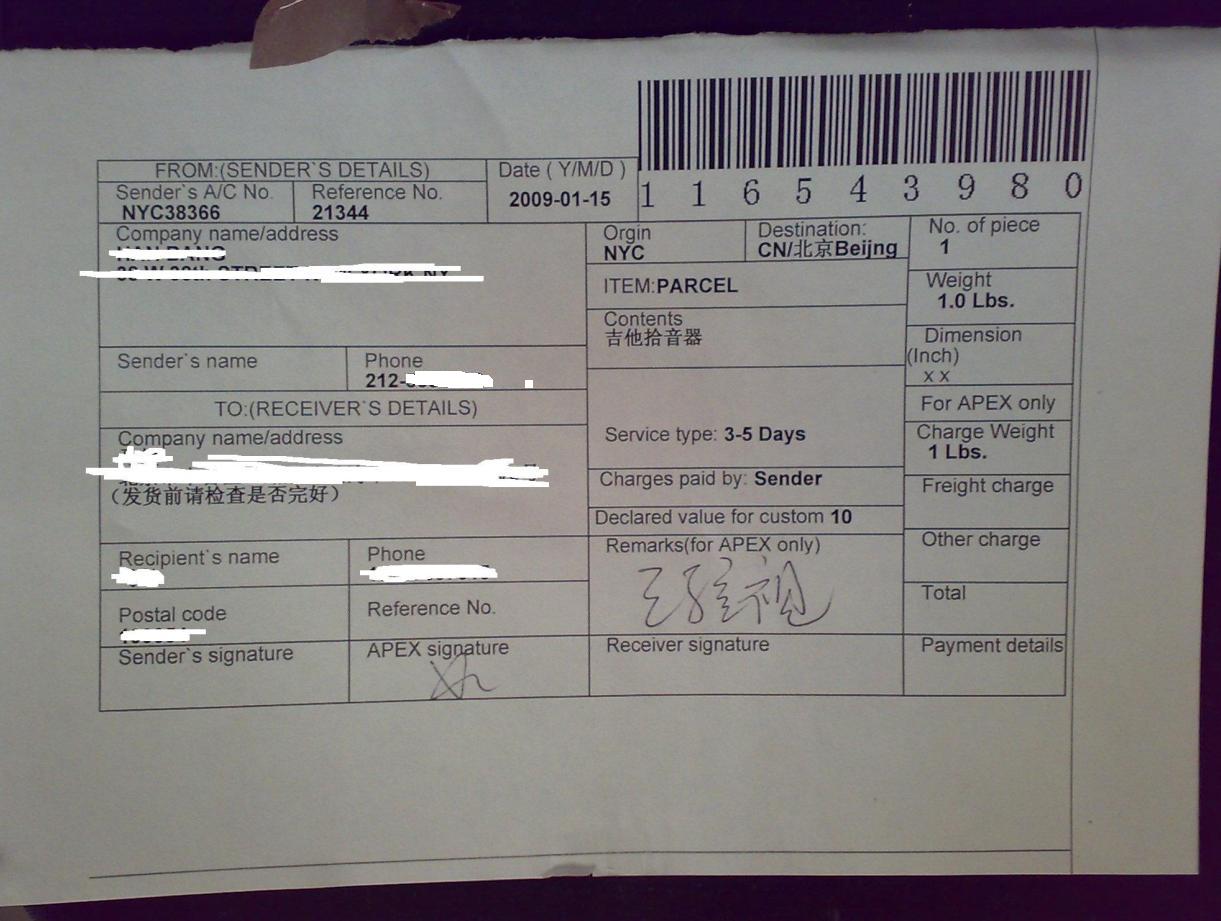 1 1 6 5 4 3 9 8 0
FROM:(SENDER`S DETAILS)
Date ( Y/M/D )
2009-01-15
Sender`s A/C No.
NYC38366
Reference No.
21344
Company name/address
Orgin
NYC
Destination:
CN/北京Beijng
No. of piece
1
ITEM:PARCEL
Weight
1.0 Lbs.
Contents
吉他拾音器
Dimension
(Inch)
x x
Sender`s name
Phone
212-
TO:(RECEIVER`S DETAILS)
For APEX only
Company name/address
(发货前请检查是否完好)
Service type: 3-5 Days
Charge Weight
1 Lbs.
Charges paid by: Sender
Freight charge
Declared value for custom 10
Recipient`s name
Phone
Remarks(for APEX only)
Other charge
Postal code
Reference No.
Total
Sender`s signature
APEX signature
Receiver signature
Payment details